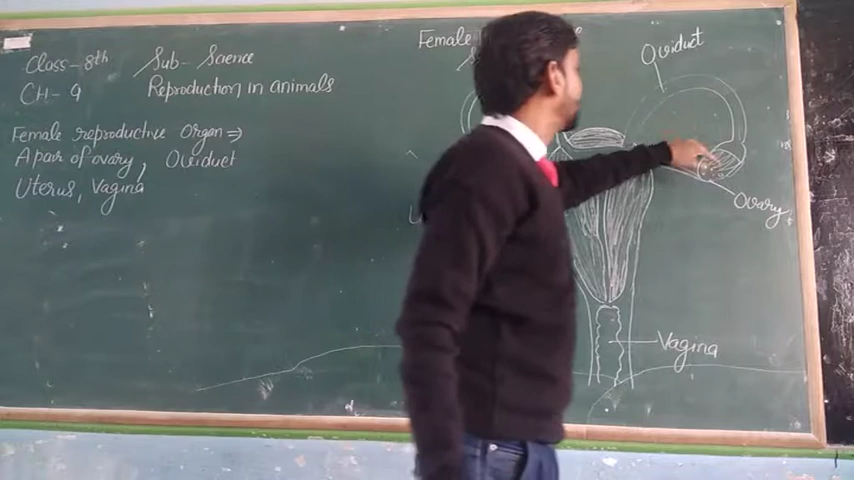 Class-8th
Sub- Science
CH-9
Reproduction in animals/
Female reproductive Organ ⇒
A pair of ovary, Oviduct
Uterus, Vagina
Female
Oviduct
Ovary
Vagina